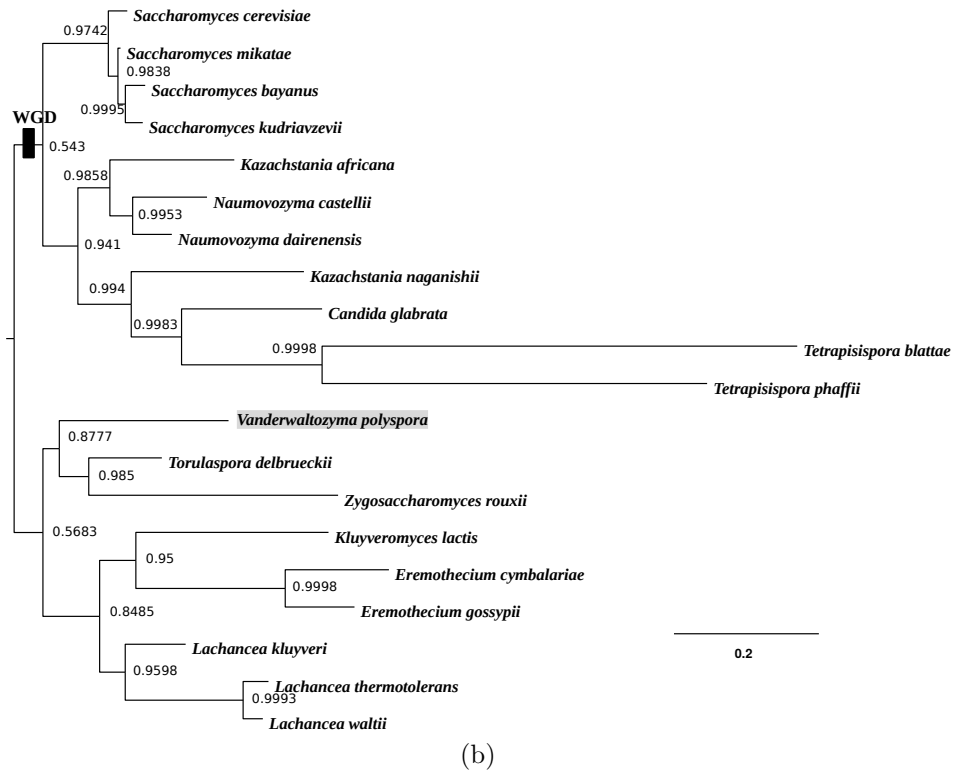 Saccharomyces cerevisiae
0.9742
Saccharomyces mikatae
0.9838
Saccharomyces bayanus
0.9995
WGD
Saccharomyces kudriavzevii
0.543
Kazachstania africana
0.9858
Naumovozyma castellii
0.9953
Naumovozyma dairenensis
0.941
Kazachstania naganishii
0.994
Candida glabrata
0.9983
0.9998
Tetrapisispora blattae
Tetrapisispora phaffii
Vanderwaltozyma polyspora
0.8777
Torulaspora delbrueckii
0.985
Zygosaccharomyces rouxii
0.5683
Kluyveromyces lactis
0.95
Eremothecium cymbalariae
0.9998
Eremothecium gossypii
0.8485
Lachancea kluyveri
0.2
0.9598
Lachancea thermotolerans
0.9993
Lachancea waltii
(b)